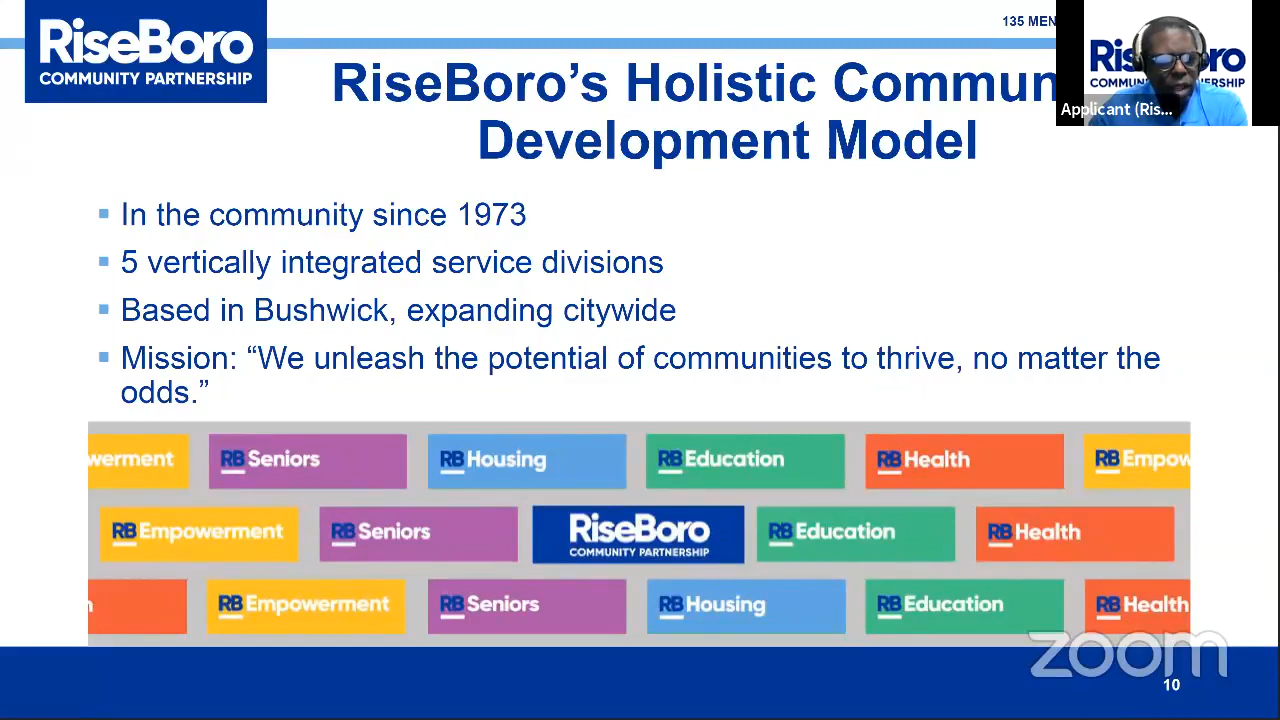 RiseBoro
COMMUNITY PARTNERSHIP
135 MEN
RiseBoro
COMMUNITY PARTNERSHIP
Applicant (Ris...
RiseBoro's Holistic Commun
Development Model
▪ In the community since 1973
▪ 5 vertically integrated service divisions
▪ Based in Bushwick, expanding citywide
▪ Mission: “We unleash the potential of communities to thrive, no matter the
odds.”
werment RB Seniors RB Housing RB Education RB Health RB Empow
RB Empowerment RB Seniors RiseBoro COMMUNITY PARTNERSHIP RB Education RB Health
h RB Empowerment RB Seniors RB Housing RB Education RB Health
zoom
10